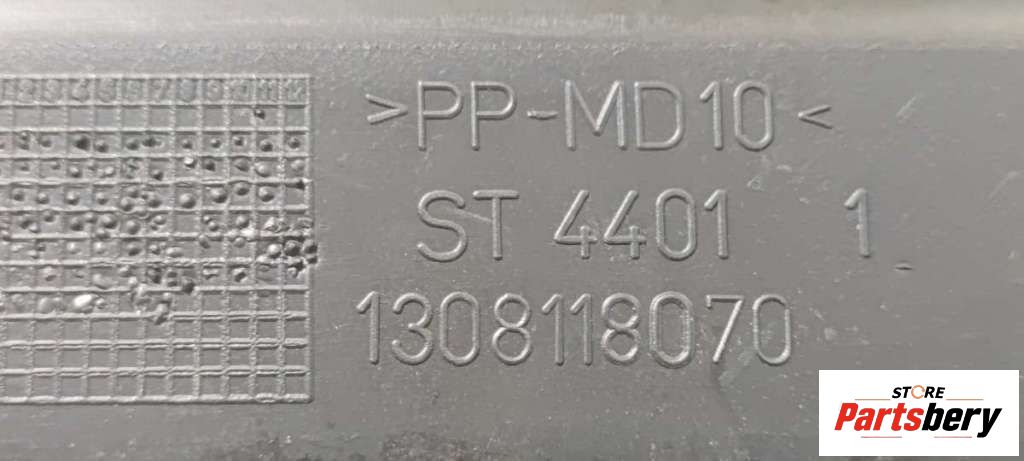 >PP-MD10<
ST 4401 1
1308118070
STORE
Partsbery